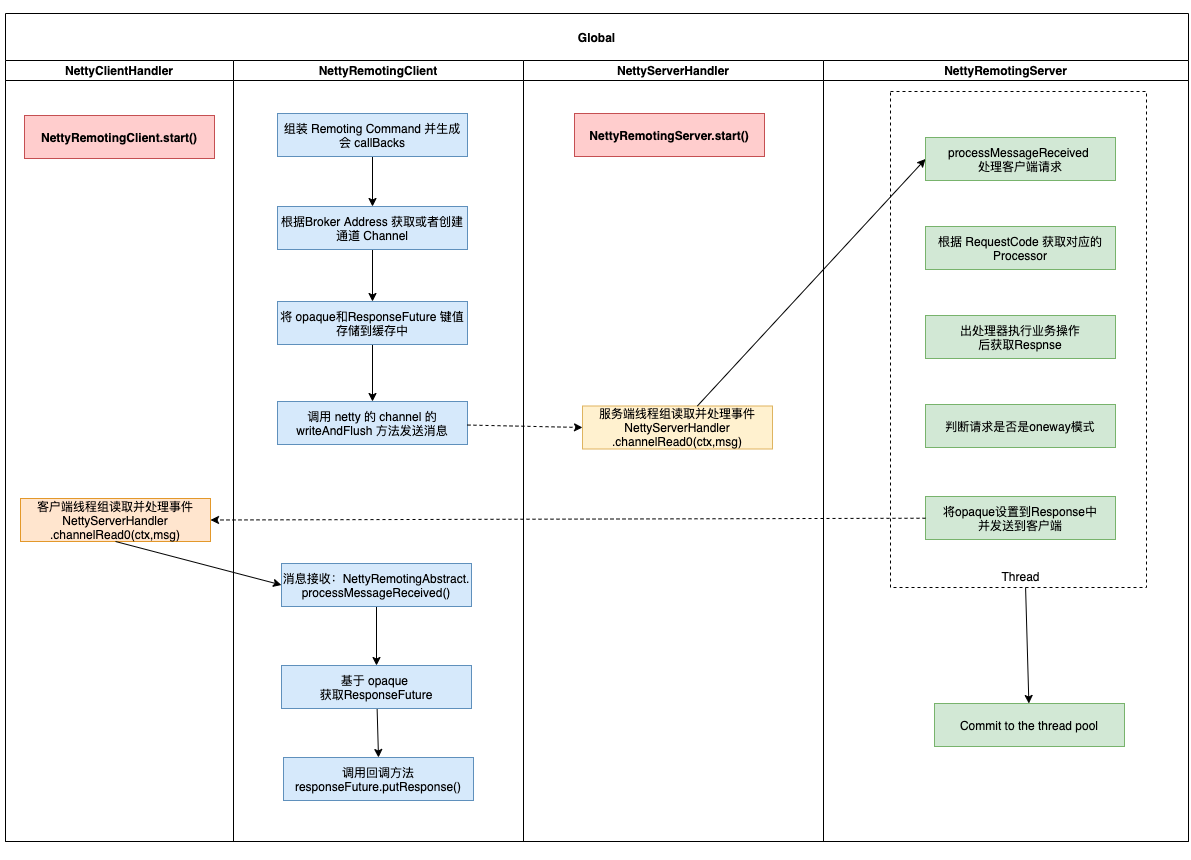 Global
NettyClientHandler
NettyRemotingClient
NettyServerHandler
NettyRemotingServer
NettyRemotingClient.start()
组装 Remoting Command 并生成
会 callBacks
根据Broker Address 获取或者创建
通道 Channel
将 opaque和ResponseFuture 键值
存储到缓存中
调用 netty 的 channel 的
writeAndFlush 方法发送消息
NettyRemotingServer.start()
服务端线程组读取并处理事件
NettyServerHandler
.channelRead0(ctx,msg)
processMessageReceived
处理客户端请求
根据 RequestCode 获取对应的
Processor
出处理器执行业务操作
后获取Respnse
判断请求是否是oneway模式
将opaque设置到Response中
并发送到客户端
Thread
Commit to the thread pool
客户端线程组读取并处理事件
NettyServerHandler
.channelRead0(ctx,msg)
消息接收：NettyRemotingAbstract.
processMessageReceived()
基于 opaque
获取ResponseFuture
调用回调方法
responseFuture.putResponse()